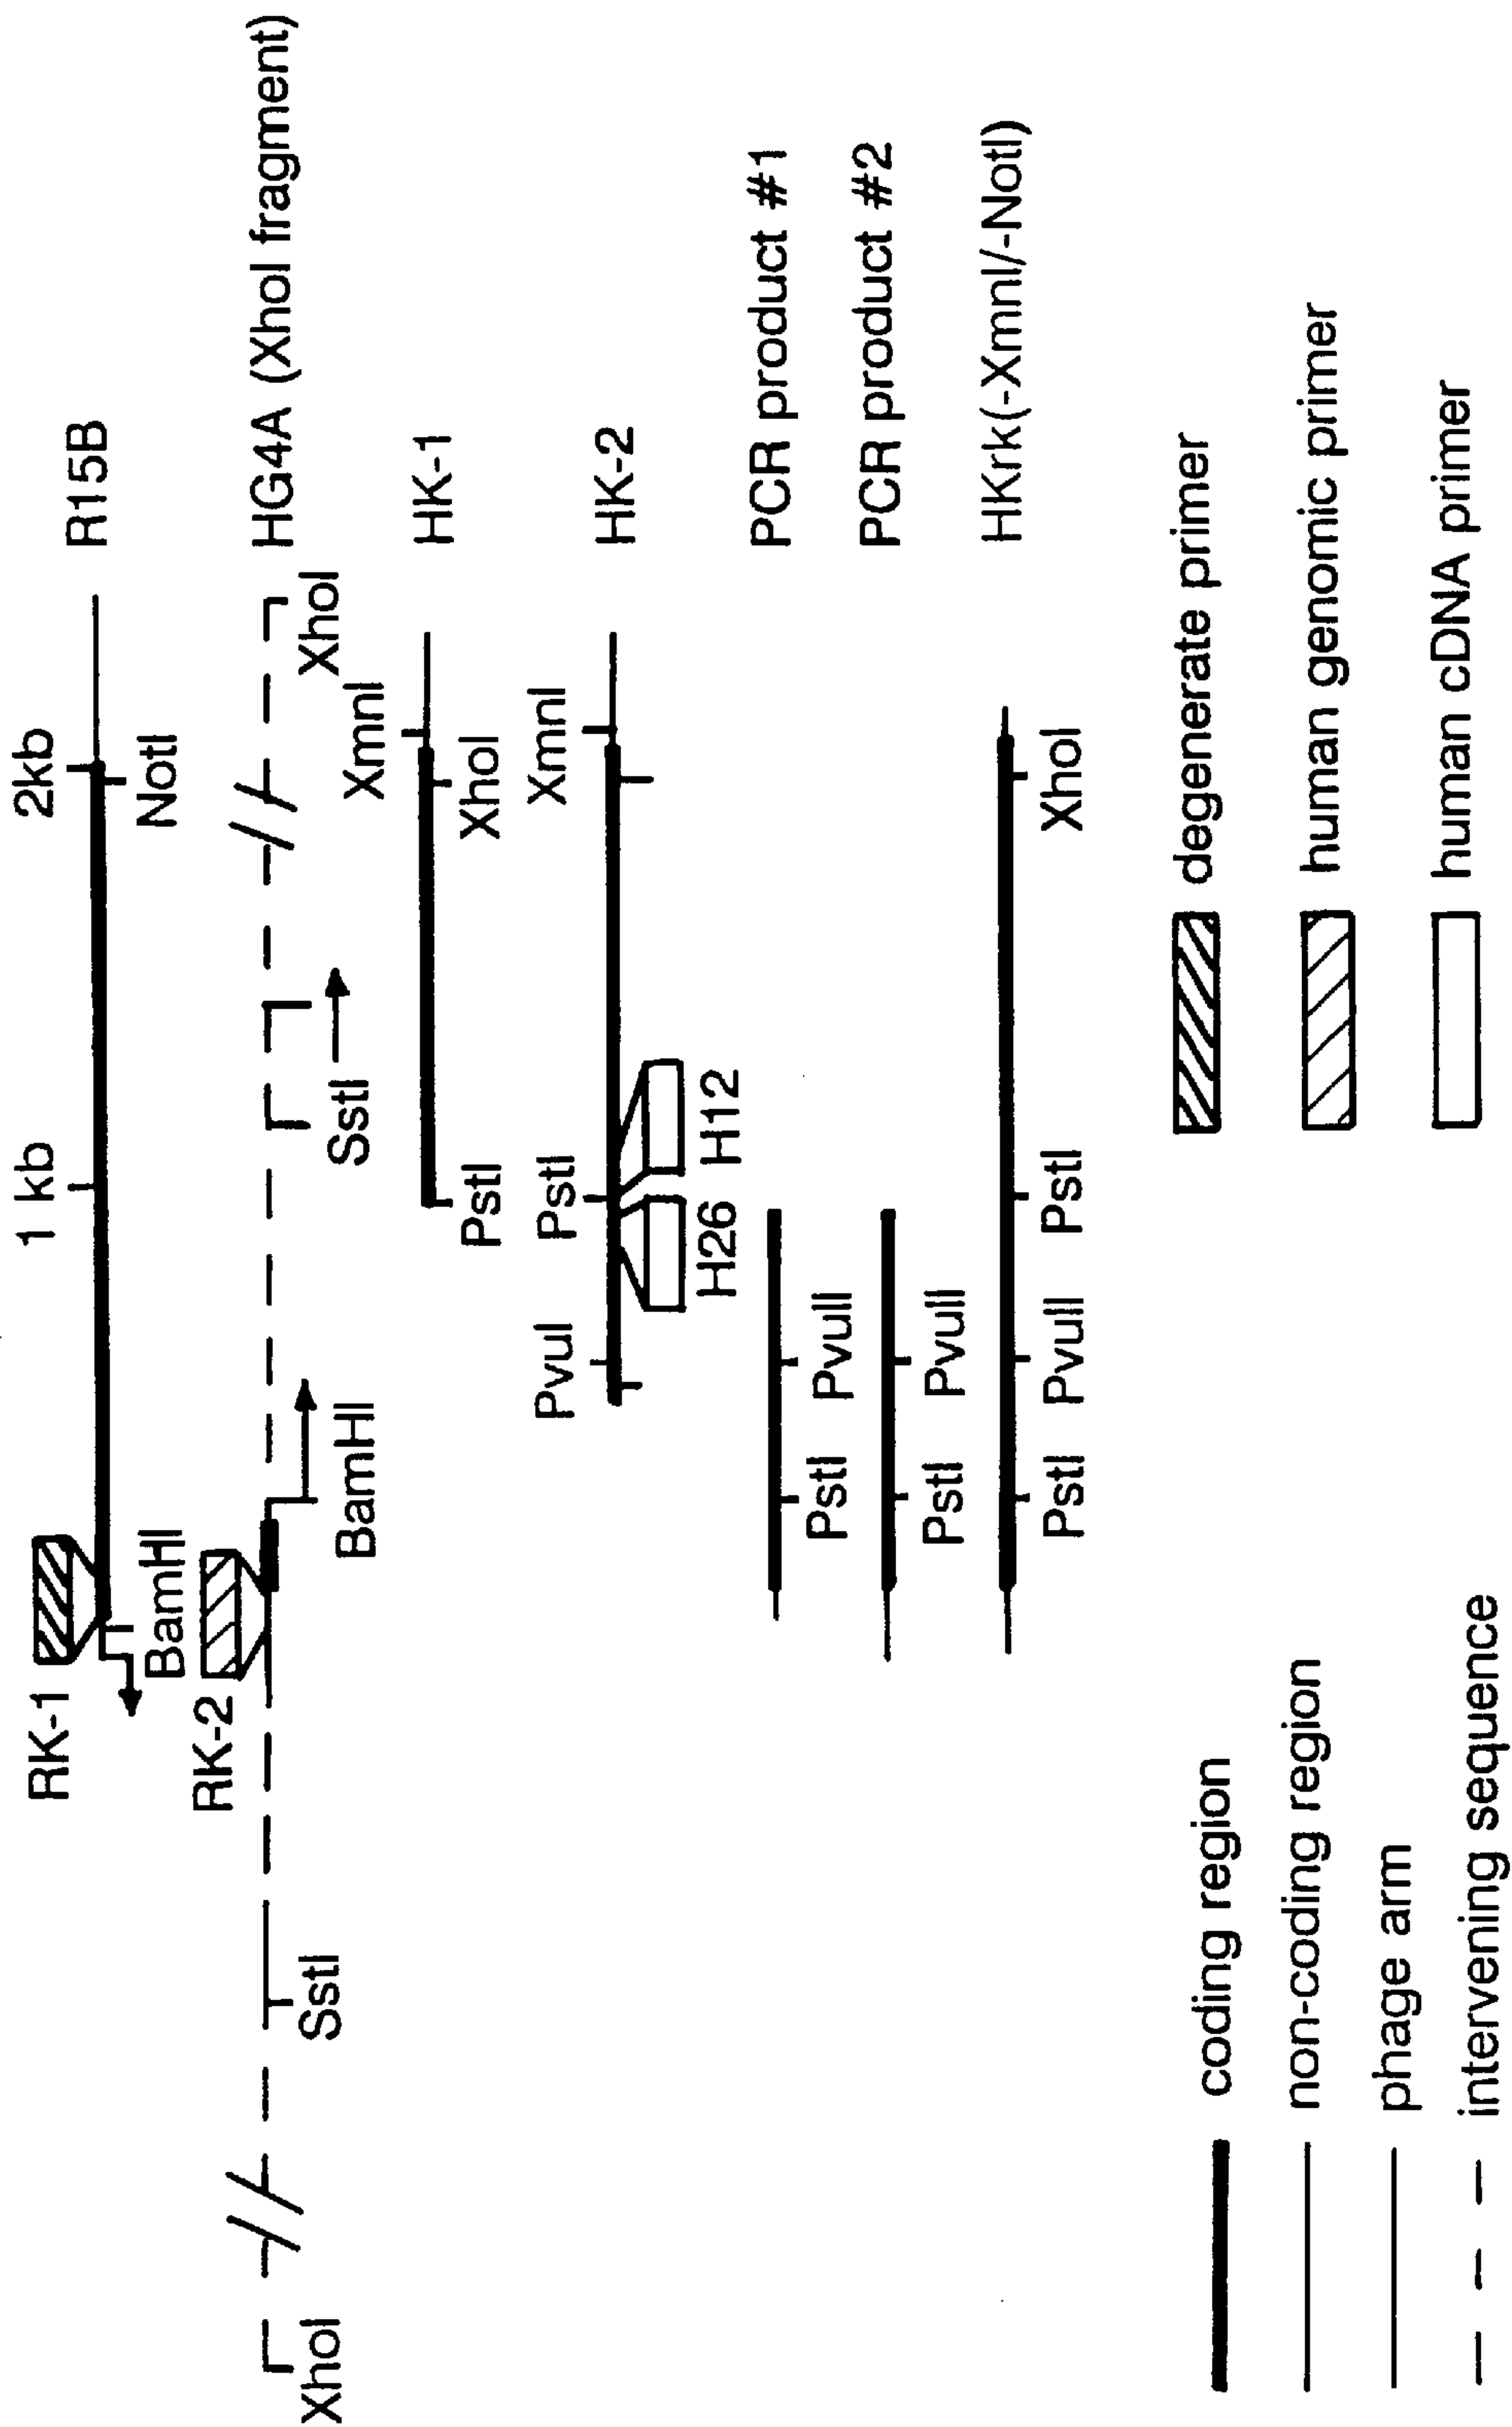 2kb
1 kb
RK-1
R15B
NotI
BamHI
RK-2
HG4A (XhoI fragment)
XhoI
SstI
BamHI
SstI
XhoI
XmnI
HK-1
XhoI
PstI
XmnI
PstI
PvuI
HK-2
H26
H12
PCR product #1
PstI
PvuII
PCR product #2
PstI
PvuII
HKrk(-XmnI/-NotI)
PstI
PvuII
PstI
XhoI
coding region
non-coding region
phage arm
intervening sequence
degenerate primer
human genomic primer
human cDNA primer